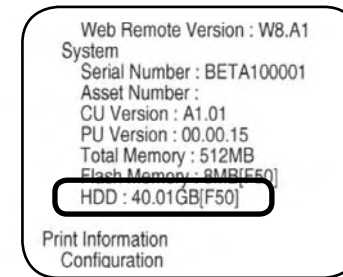 Web Remote Version : W8.A1
System
Serial Number : BETA100001
Asset Number :
CU Version : A1.01
PU Version : 00.00.15
Total Memory : 512MB
Flash Memory : 8MB[F50]
HDD : 40.01GB[F50]
Print Information
Configuration